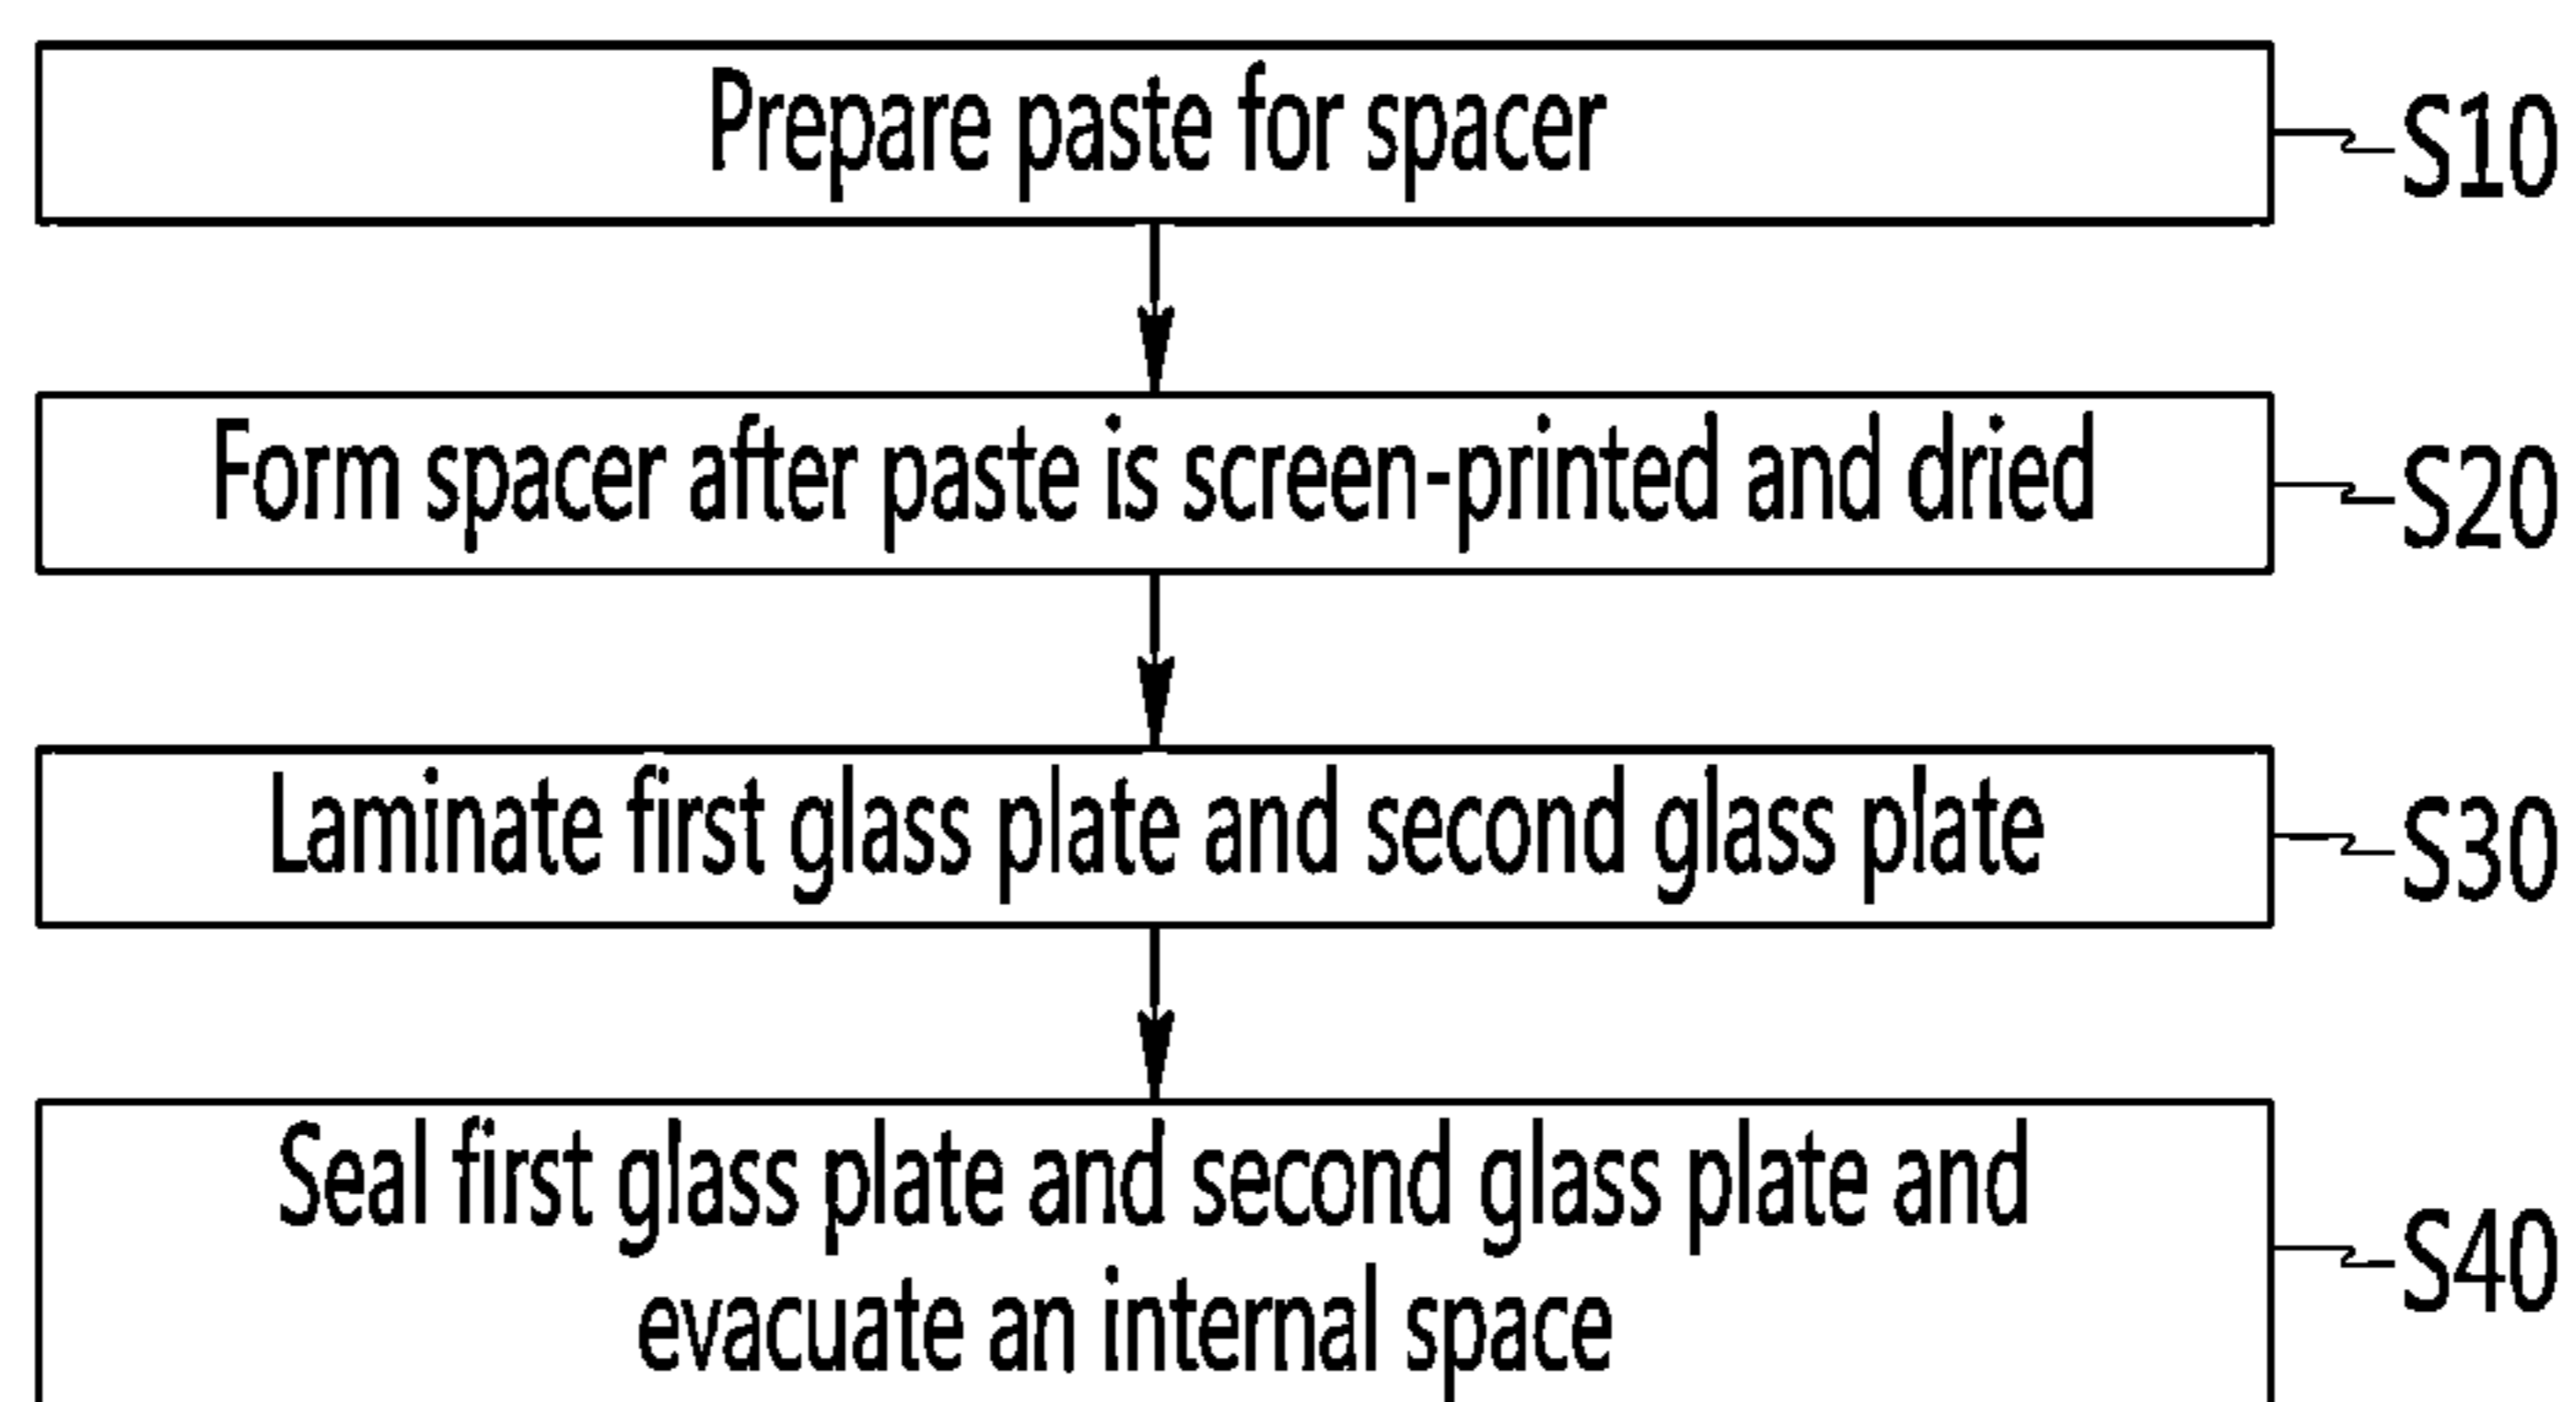 Prepare paste for spacer
S10
Form spacer after paste is screen-printed and dried
S20
Laminate first glass plate and second glass plate
S30
Seal first glass plate and second glass plate and
evacuate an internal space
S40